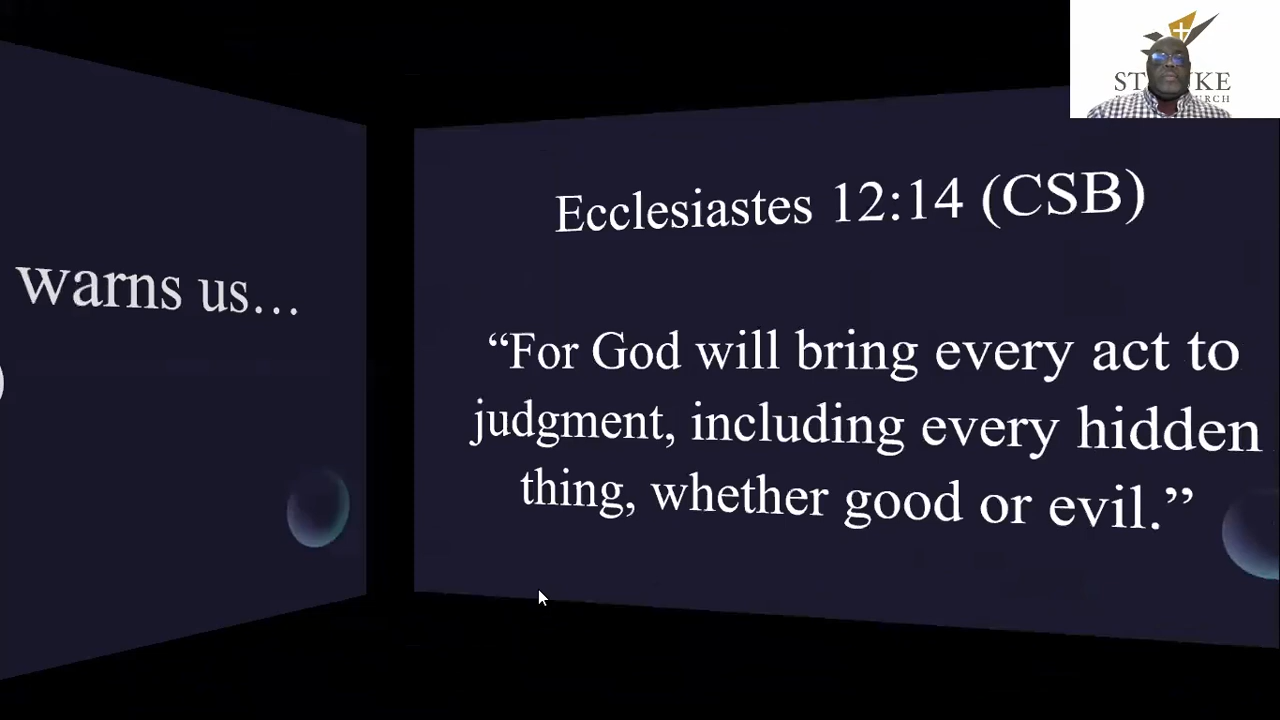 warns us…
Ecclesiastes 12:14 (CSB)
“For God will bring every act to
judgment, including every hidden
thing, whether good or evil.”